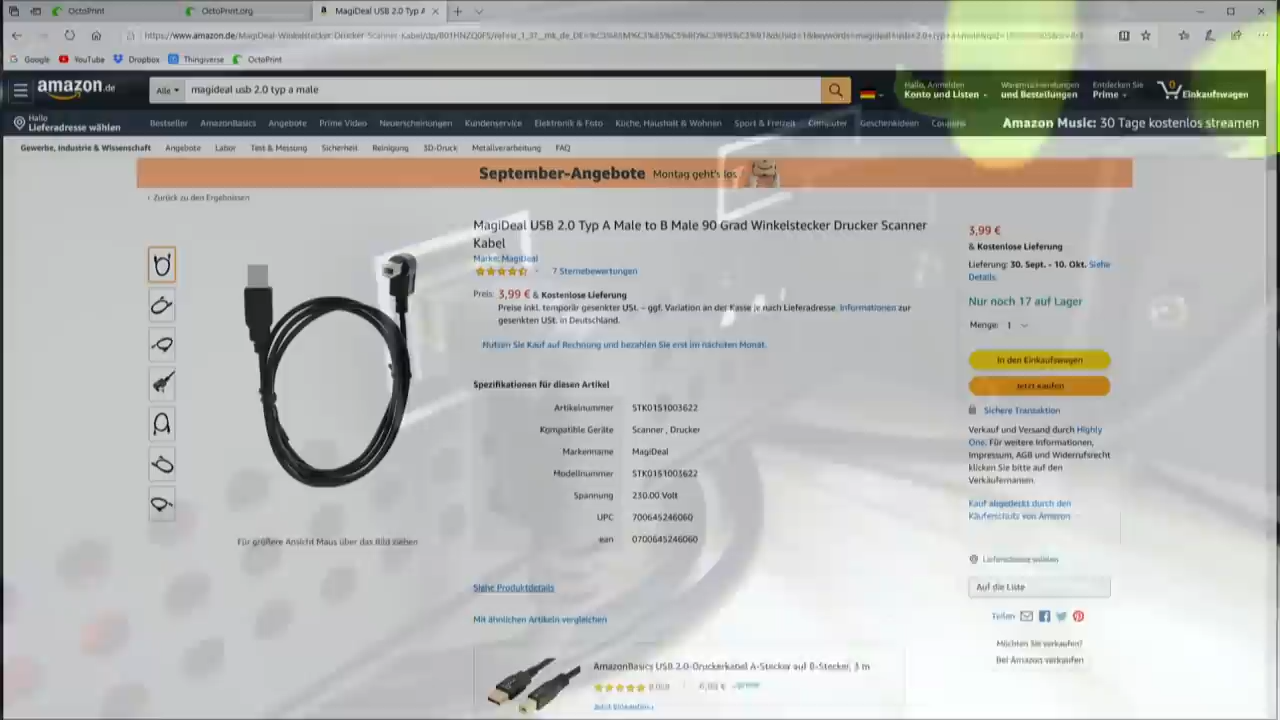 OctoPrint
OctoPrint.org
MagiDeal USB 2.0 Typ A
Google
YouTube
Dropbox
Thingiverse
OctoPrint
amazon.de
Alle
magideal usb 2.0 typ a male
Hallo, Anmelden
Konto und Listen
Warenrücksendungen
und Bestellungen
Entdecken Sie
Prime
0
Einkaufswagen
Hallo
Lieferadresse wählen
Bestseller
AmazonBasics
Angebote
Prime Video
Neuerscheinungen
Kundenservice
Elektronik & Foto
Küche, Haushalt & Wohnen
Sport & Freizeit
Computer
Geschenkideen
Coupons
Amazon Music: 30 Tage kostenlos streamen
Gewerbe, Industrie & Wissenschaft
Angebote
Labor
Test & Messung
Sicherheit
Reinigung
3D-Druck
Metallverarbeitung
FAQ
September-Angebote Montag geht's los
‹ Zurück zu den Ergebnissen
MagiDeal USB 2.0 Typ A Male to B Male 90 Grad Winkelstecker Drucker Scanner
Kabel
Marke: MagiDeal
7 Sternebewertungen
Preis: 3,99 € & Kostenlose Lieferung
Preise inkl. temporär gesenkter USt. – ggf. Variation an der Kasse je nach Lieferadresse. Informationen zur
gesenkten USt. in Deutschland.
Nutzen Sie Kauf auf Rechnung und bezahlen Sie erst im nächsten Monat.
Spezifikationen für diesen Artikel
Artikelnummer STK0151003622
Kompatible Geräte Scanner , Drucker
Markenname MagiDeal
Modellnummer STK0151003622
Spannung 230.00 Volt
UPC 700645246060
ean 0700645246060
Für größere Ansicht Maus über das Bild ziehen
Siehe Produktdetails
Mit ähnlichen Artikeln vergleichen
AmazonBasics USB 2.0-Druckerkabel A-Stecker auf B-Stecker, 3 m
3,99 €
& Kostenlose Lieferung
Lieferung: 30. Sept. - 10. Okt. Siehe
Details.
Nur noch 17 auf Lager
Menge: 1
In den Einkaufswagen
Jetzt kaufen
Sichere Transaktion
Verkauf und Versand durch Highly
One. Für weitere Informationen,
Impressum, AGB und Widerrufsrecht
klicken Sie bitte auf den
Verkäufernamen.
Kauf abgedeckt durch den
Käuferschutz von Amazon
Lieferadresse wählen
Auf die Liste
Teilen
Möchten Sie verkaufen?
Bei Amazon verkaufen